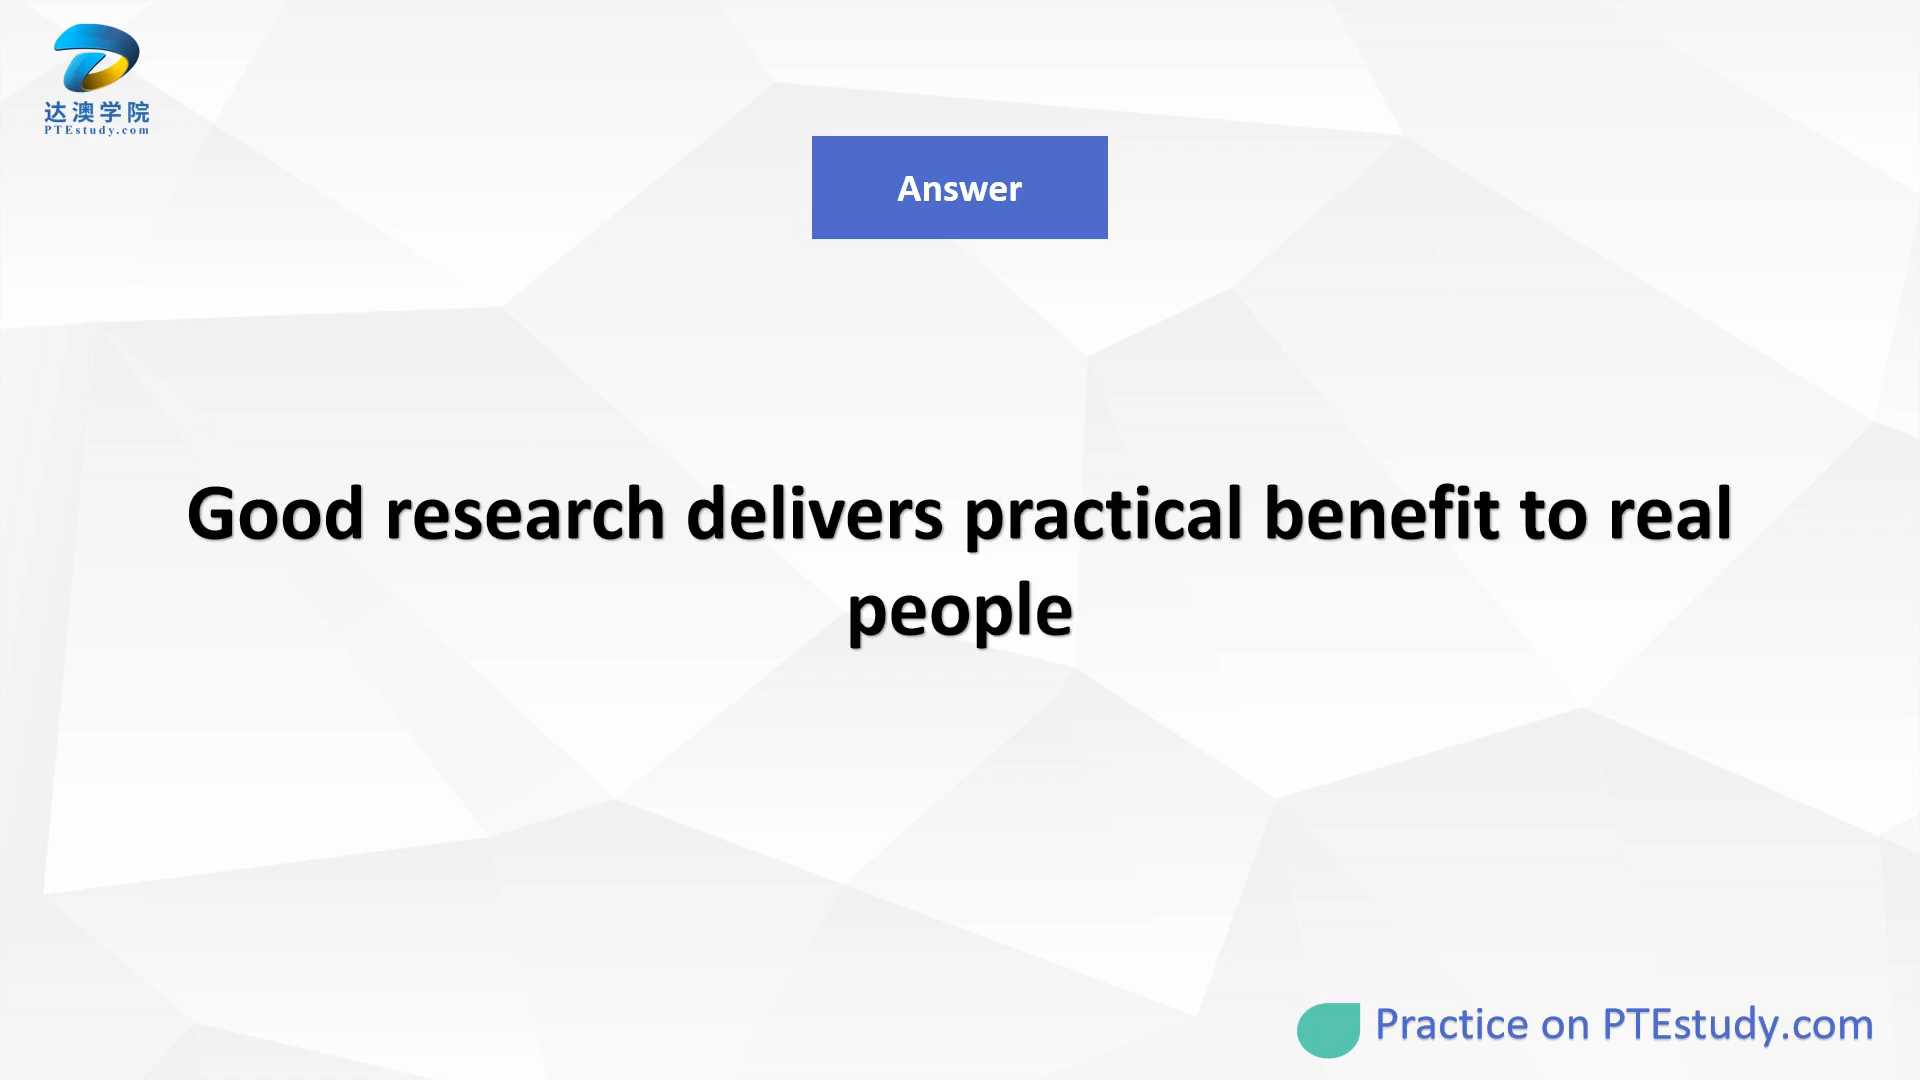 达澳学院
PTEstudy.com
Answer
Good research delivers practical benefit to real
people
Practice on PTEstudy.com